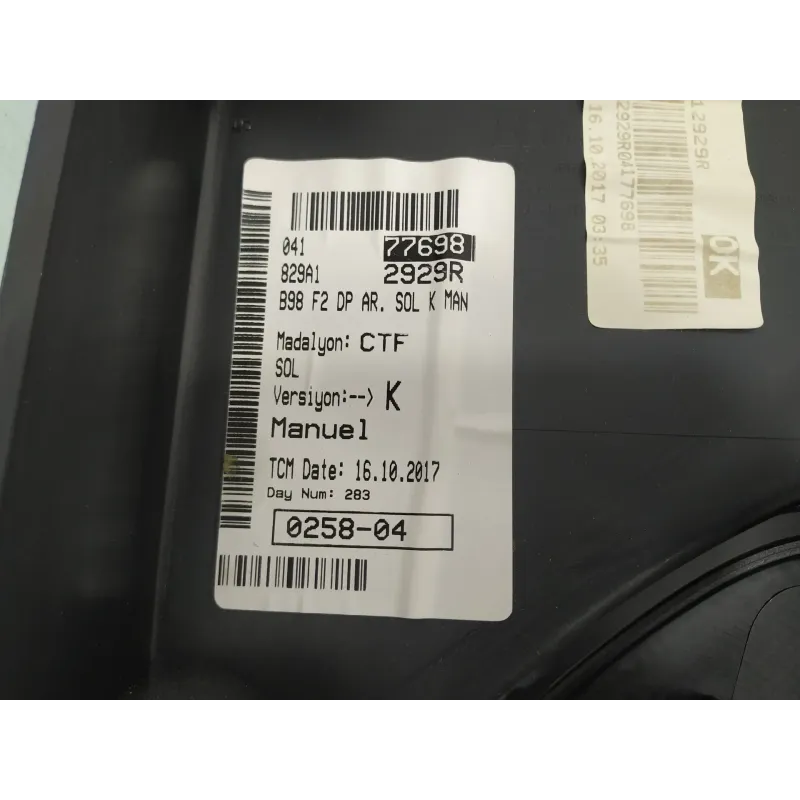 041 77698
829A1 2929R
B98 F2 DP AR. SOL K MAN
Madalyon: CTF
SOL
Versiyon:--> K
Manuel
TCM Date: 16.10.2017
Day Num: 283
0258-04
12929R
2929R04177698
16.10.2017 03:35
OK